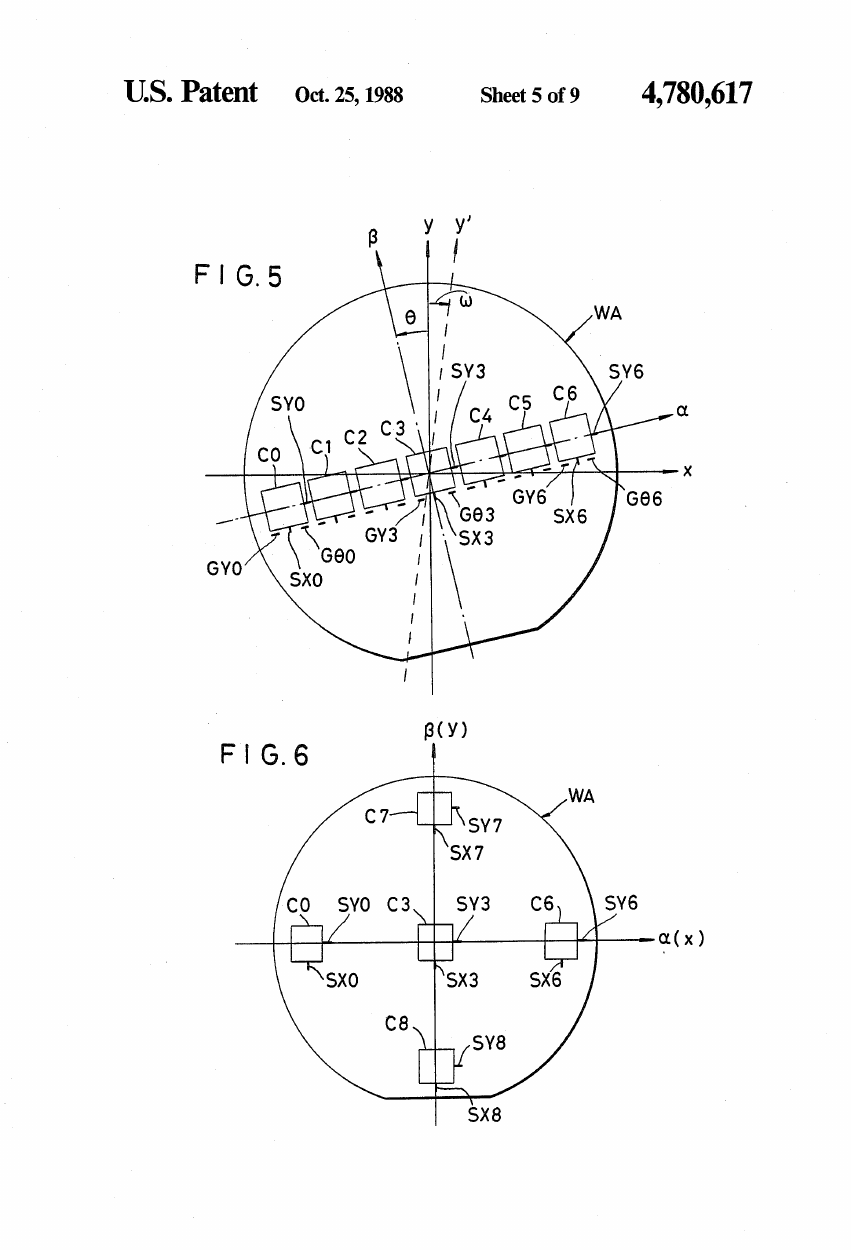 U.S. Patent Oct. 25, 1988 Sheet 5 of 9 4,780,617
FIG. 5
β y y'
θ ω
WA
SY0 SY3 SY6
C0 C1 C2 C3 C4 C5 C6
α
x
GY0 SX0 Gθ0 GY3 Gθ3 SX3 GY6 SX6 Gθ6
FIG. 6
β(y)
WA
C7 SY7
SX7
C0 SY0 C3 SY3 C6 SY6
α(x)
SX0 SX3 SX6
C8 SY8
SX8